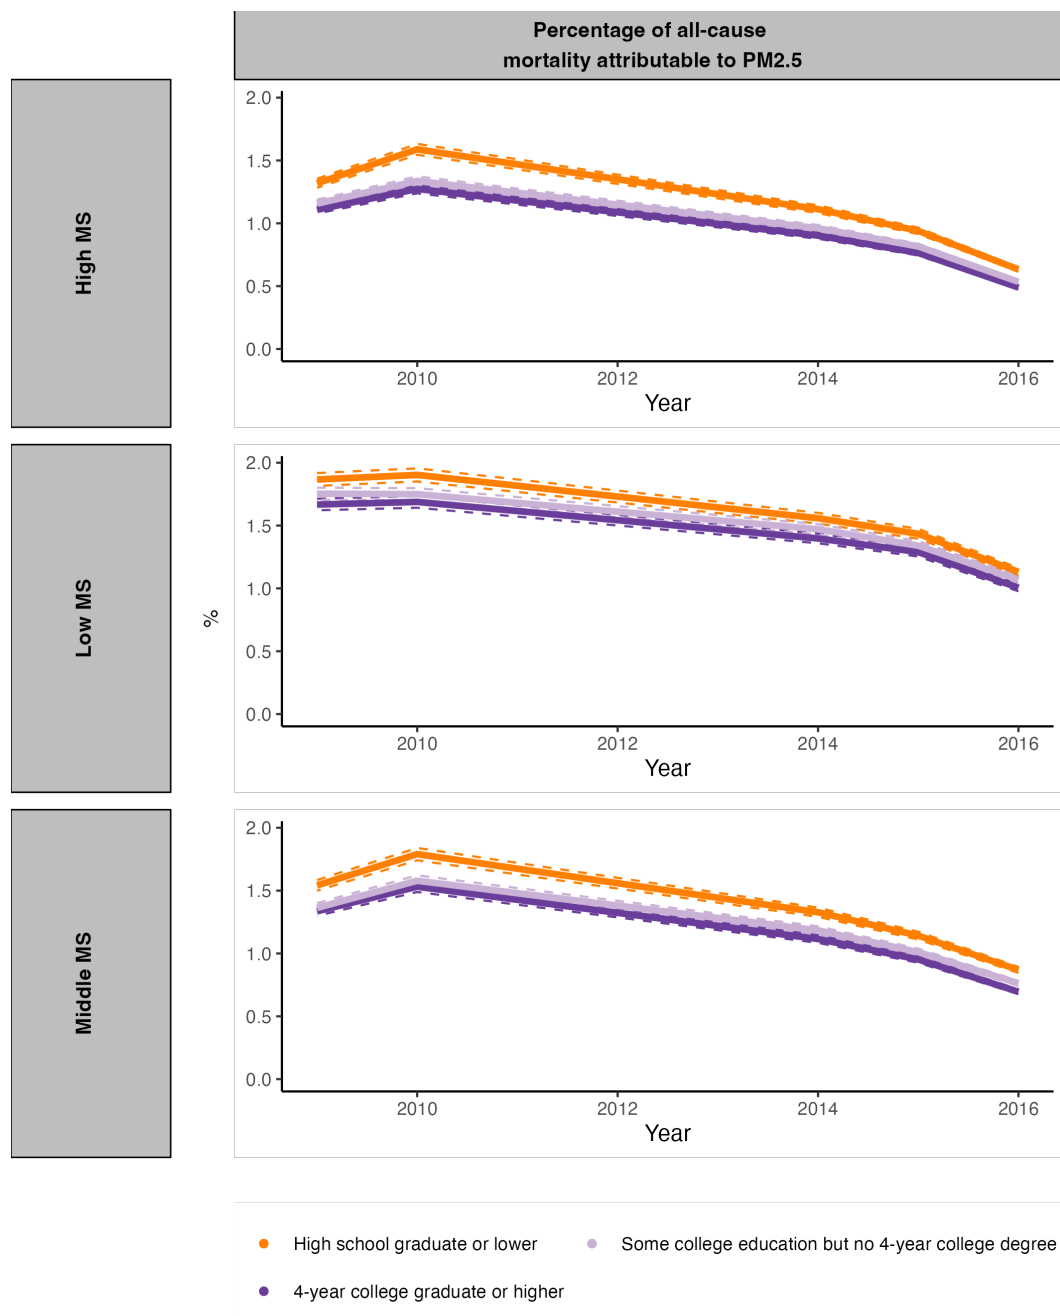 Percentage of all-cause
mortality attributable to PM2.5
High MS
2.0
1.5
1.0
0.5
0.0
2010 2012 2014 2016
Year
Low MS
%
2.0
1.5
1.0
0.5
0.0
2010 2012 2014 2016
Year
Middle MS
2.0
1.5
1.0
0.5
0.0
2010 2012 2014 2016
Year
High school graduate or lower
Some college education but no 4-year college degree
4-year college graduate or higher